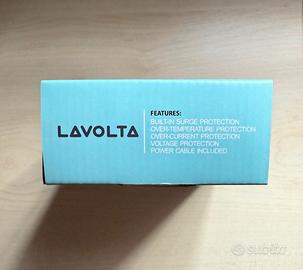 LAVOLTA
FEATURES:
BUILT-IN SURGE PROTECTION
OVER-TEMPERATURE PROTECTION
OVER-CURRENT PROTECTION
VOLTAGE PROTECTION
POWER CABLE INCLUDED
subito